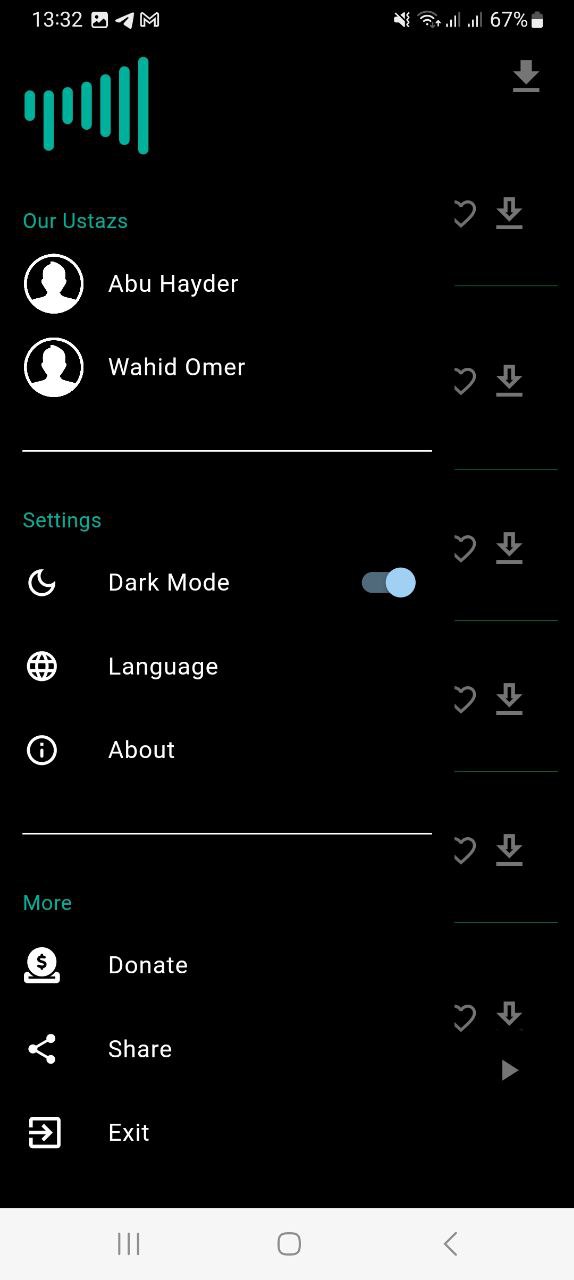 13:32
67%
Our Ustazs
Abu Hayder
Wahid Omer
Settings
Dark Mode
Language
About
More
Donate
Share
Exit